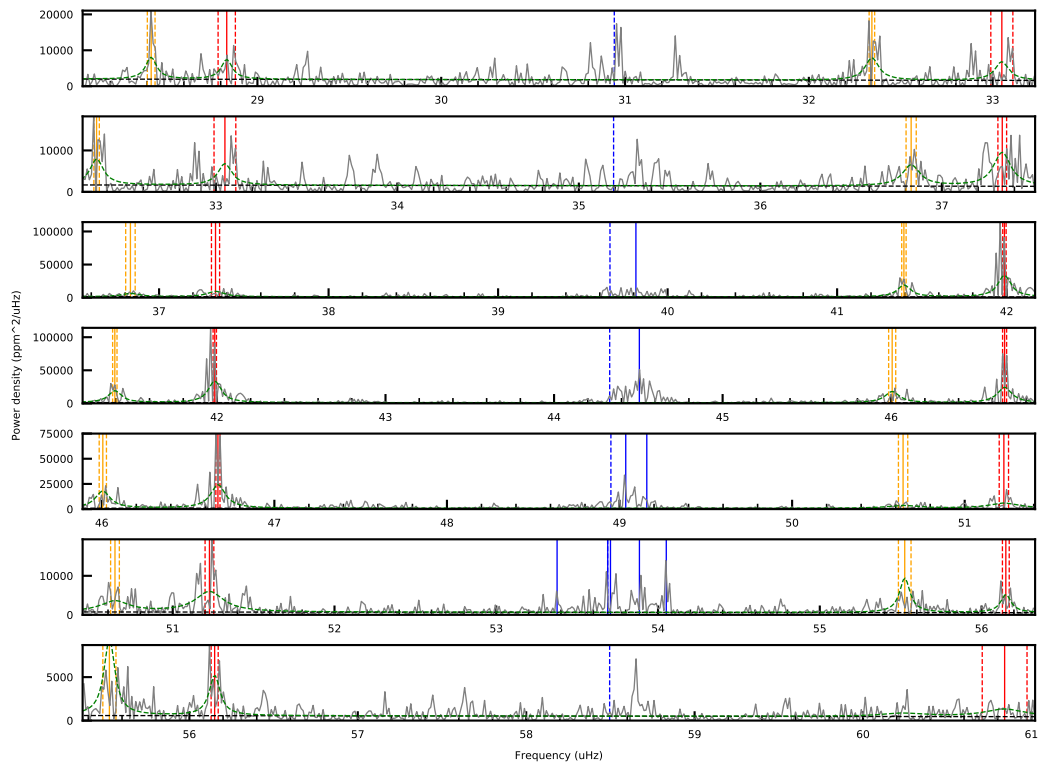 20000
10000
0
29 30 31 32 33
10000
0
33 34 35 36 37
100000
50000
0
37 38 39 40 41 42
100000
50000
0
42 43 44 45 46
Power density (ppm^2/uHz)
75000
50000
25000
0
46 47 48 49 50 51
10000
0
51 52 53 54 55 56
5000
0
56 57 58 59 60 61
Frequency (uHz)